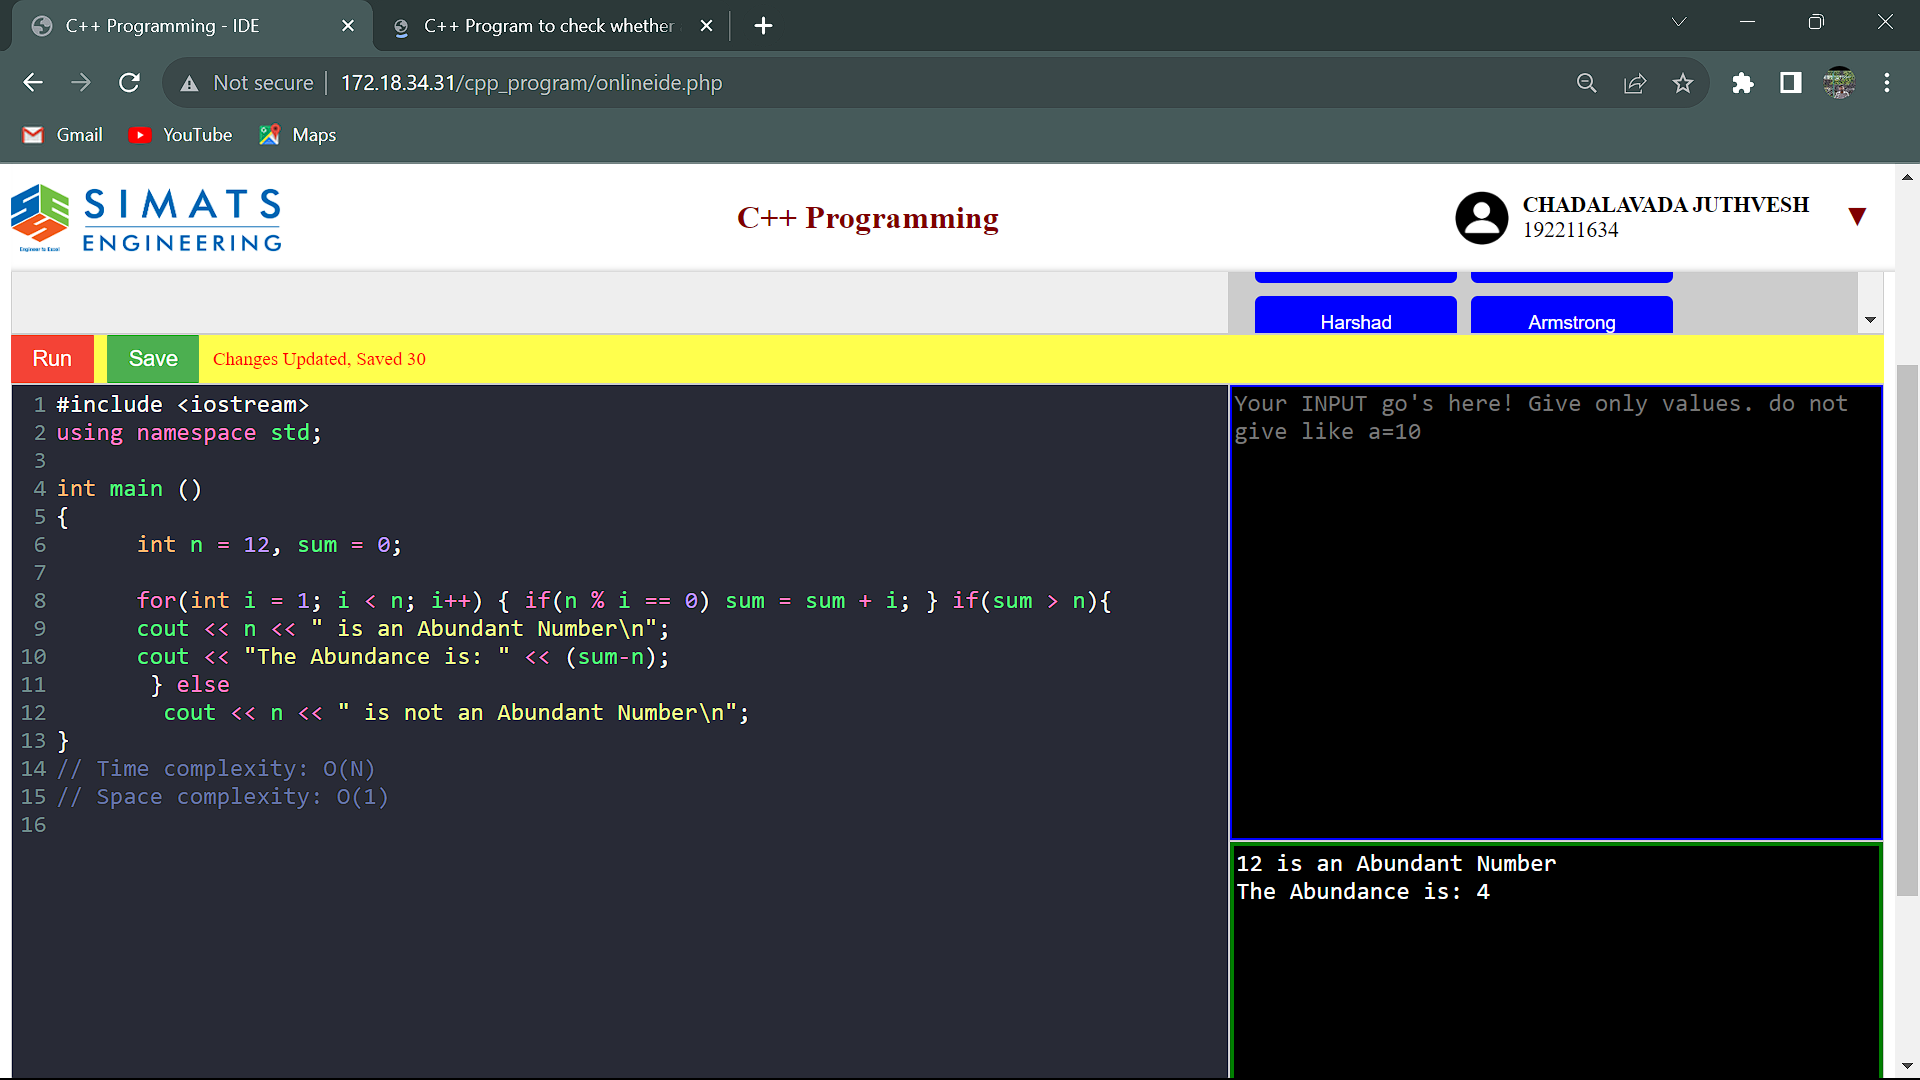 C++ Programming - IDE
C++ Program to check whether
Not secure
172.18.34.31/cpp_program/onlineide.php
Gmail
YouTube
Maps
SIMATS
ENGINEERING
Engineer to Excel
C++ Programming
CHADALAVADA JUTHVESH
192211634
Harshad
Armstrong
Run
Save
Changes Updated, Saved 30
1 #include <iostream>
2 using namespace std;
3
4 int main ()
5 {
6 int n = 12, sum = 0;
7
8 for(int i = 1; i < n; i++) { if(n % i == 0) sum = sum + i; } if(sum > n){
9 cout << n << " is an Abundant Number\n";
10 cout << "The Abundance is: " << (sum-n);
11 } else
12 cout << n << " is not an Abundant Number\n";
13 }
14 // Time complexity: O(N)
15 // Space complexity: O(1)
16
Your INPUT go's here! Give only values. do not
give like a=10
12 is an Abundant Number
The Abundance is: 4